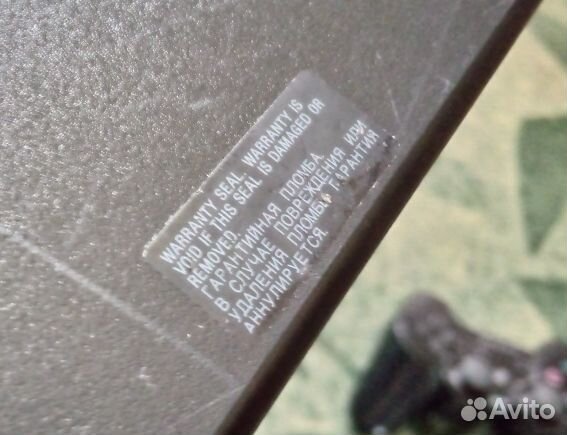 WARRANTY SEAL. WARRANTY IS
VOID IF THIS SEAL IS DAMAGED OR
REMOVED.
ГАРАНТИЙНАЯ ПЛОМБА.
В СЛУЧАЕ ПОВРЕЖДЕНИЯ ИЛИ
УДАЛЕНИЯ ПЛОМБЫ ГАРАНТИЯ
АННУЛИРУЕТСЯ.
Avito